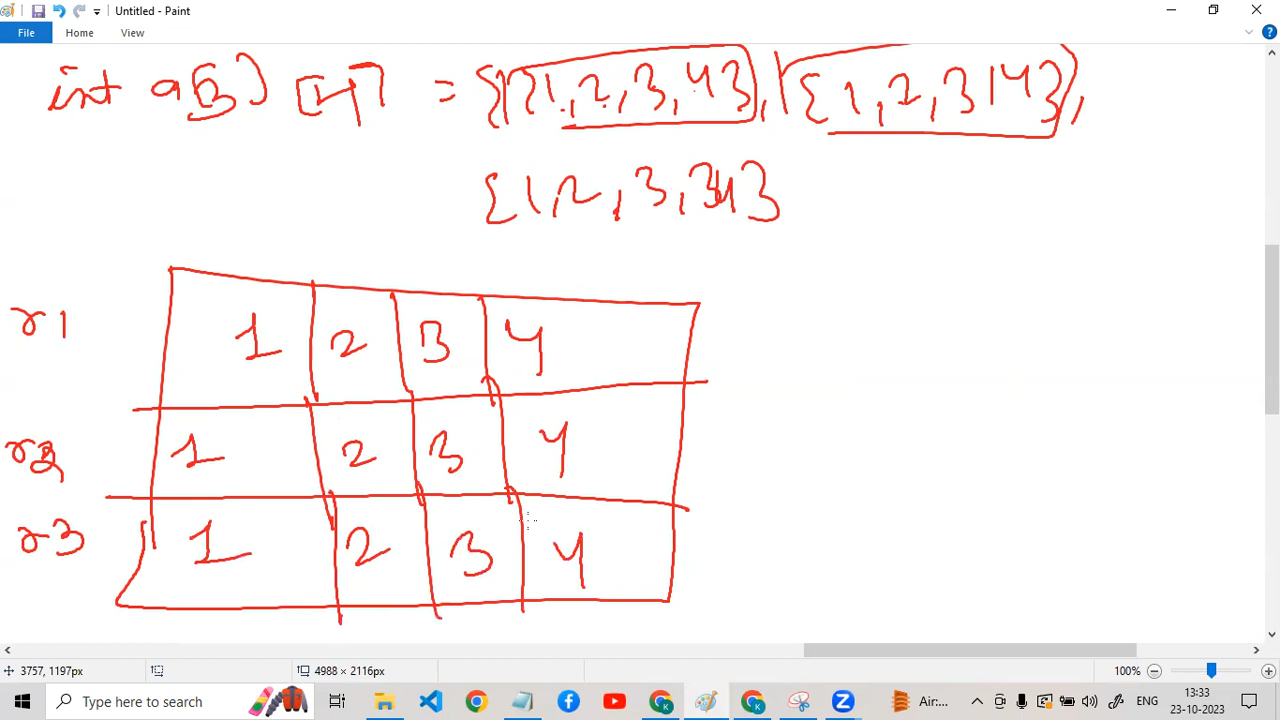 Untitled - Paint
File Home View
int a[3] [4] = {{1,2,3,4},{1,2,3,4},
{1,2,3,4}
r1 1 2 3 4
r2 1 2 3 4
r3 1 2 3 4
3757, 1197px 4988 × 2116px 100%
Type here to search Air: ... ENG 13:33
23-10-2023